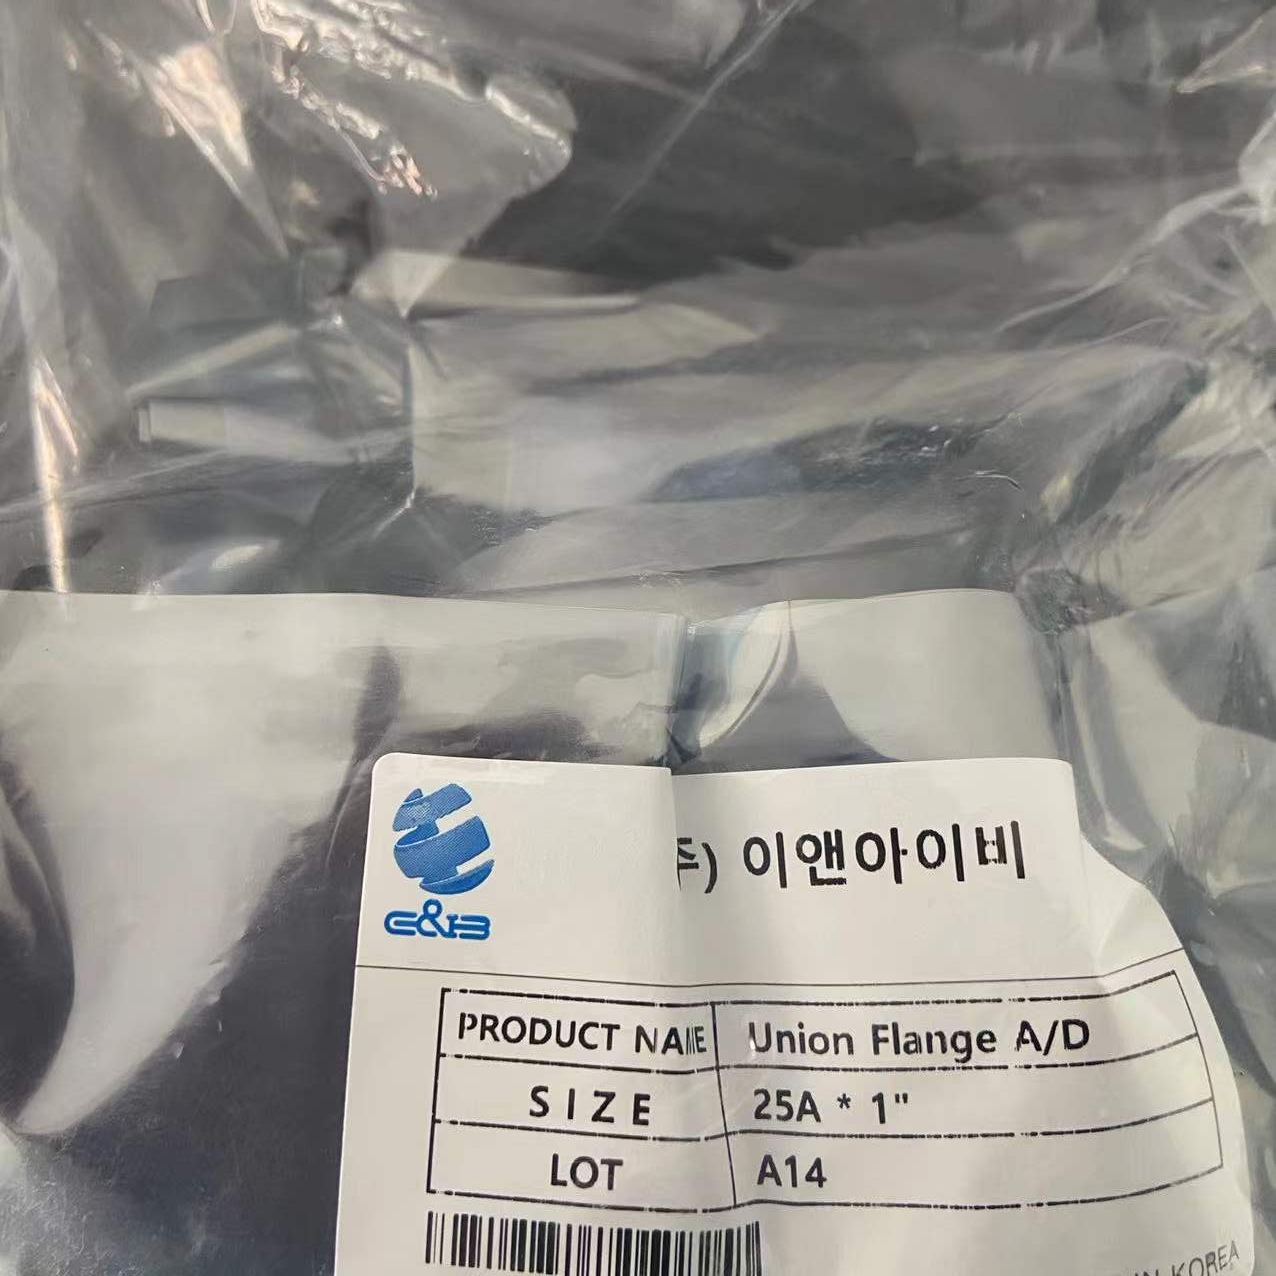 주) 이앤아이비
E&IB
PRODUCT NAME Union Flange A/D
SIZE 25A * 1"
LOT A14
IN KOREA